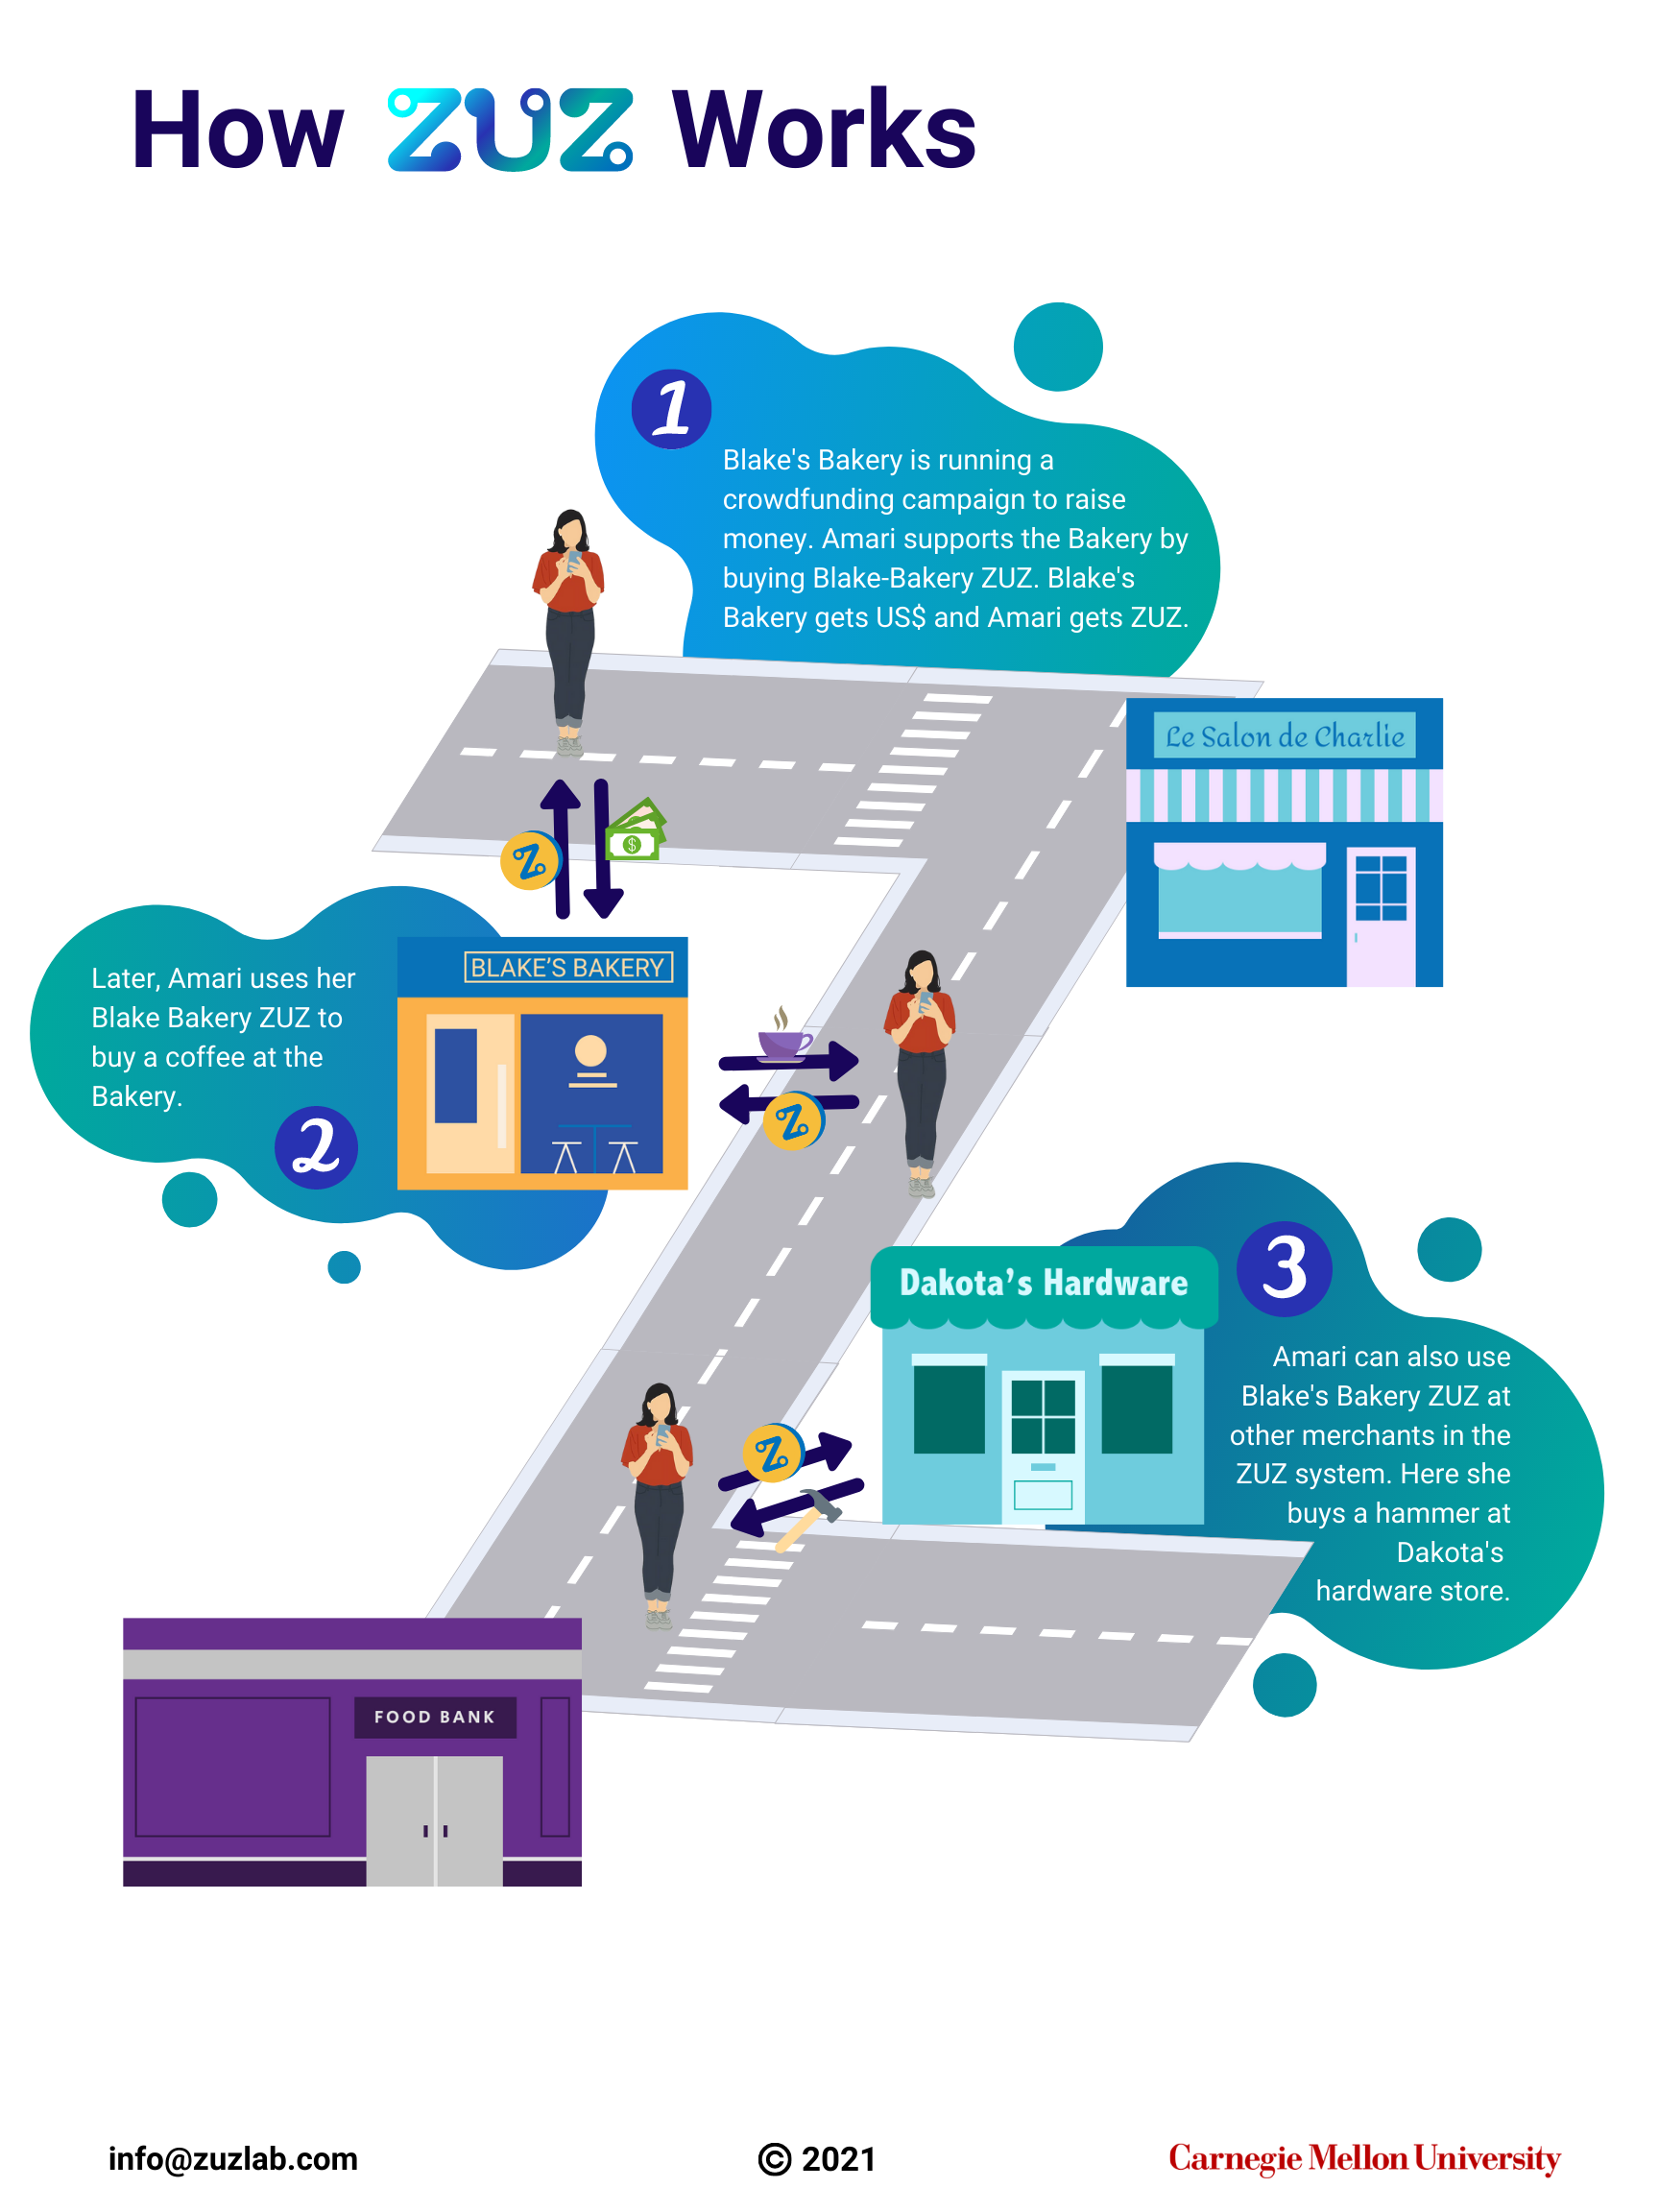 How ZUZ Works
1
Blake's Bakery is running a
crowdfunding campaign to raise
money. Amari supports the Bakery by
buying Blake-Bakery ZUZ. Blake's
Bakery gets US$ and Amari gets ZUZ.
Le Salon de Charlie
$
Z
Later, Amari uses her
Blake Bakery ZUZ to
buy a coffee at the
Bakery.
2
BLAKE'S BAKERY
Z
Dakota's Hardware
3
Amari can also use
Blake's Bakery ZUZ at
other merchants in the
ZUZ system. Here she
buys a hammer at
Dakota's
hardware store.
Z
FOOD BANK
info@zuzlab.com
© 2021
Carnegie Mellon University